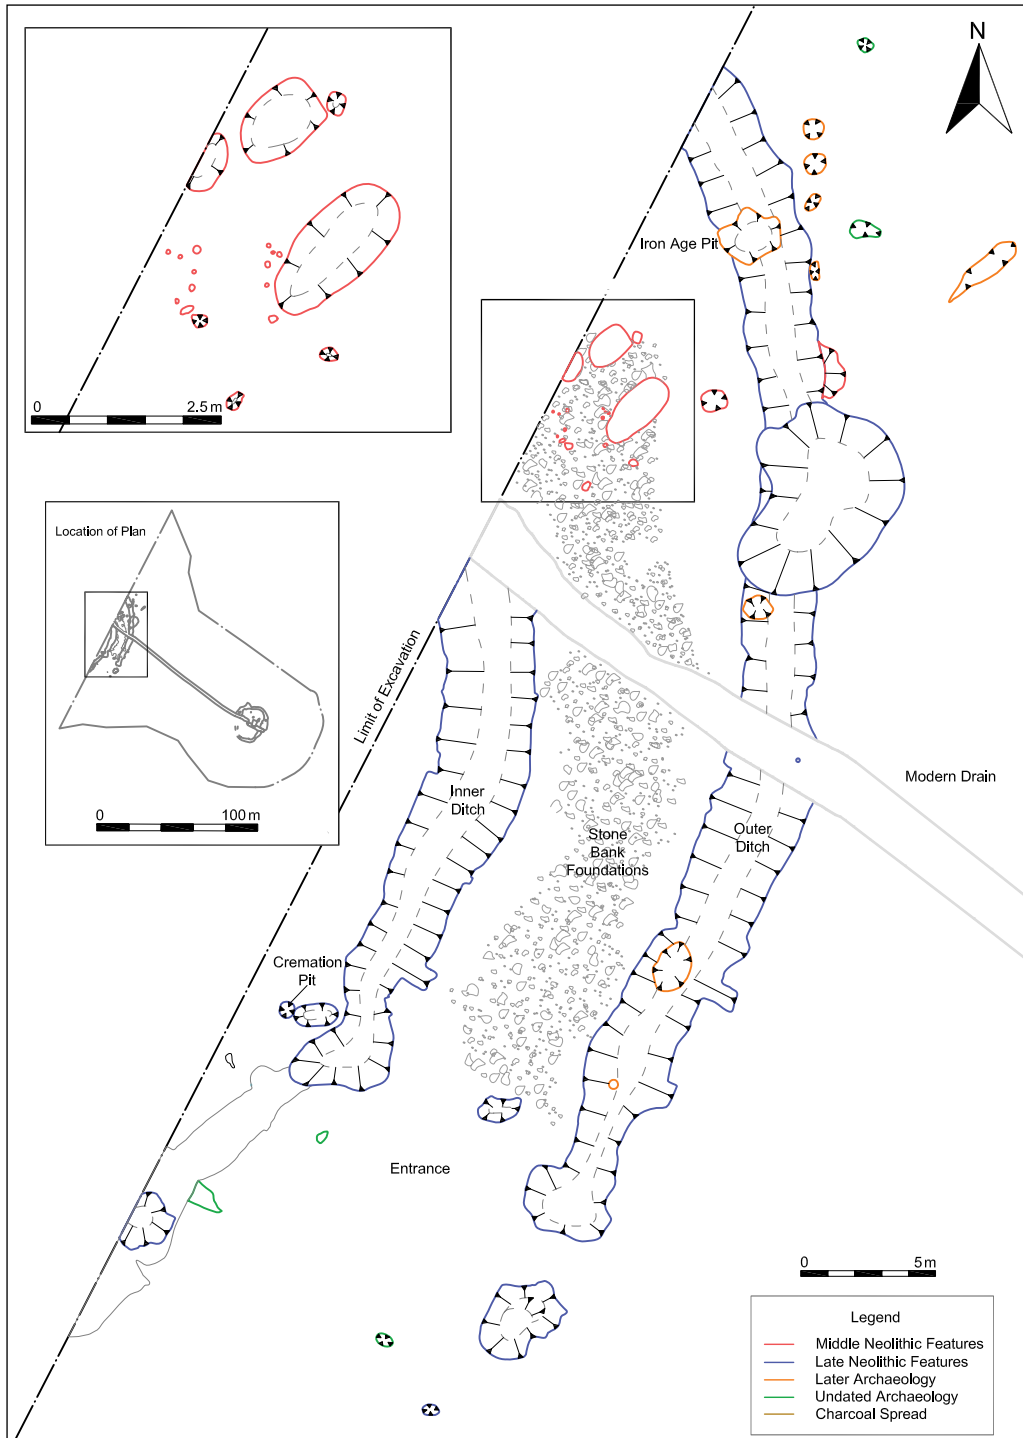 N
Iron Age Pit
0 2.5 m
Location of Plan
0 100 m
Limit of Excavation
Inner
Ditch
Stone
Bank
Foundations
Outer
Ditch
Modern Drain
Cremation
Pit
Entrance
0 5 m
Legend
Middle Neolithic Features
Late Neolithic Features
Later Archaeology
Undated Archaeology
Charcoal Spread